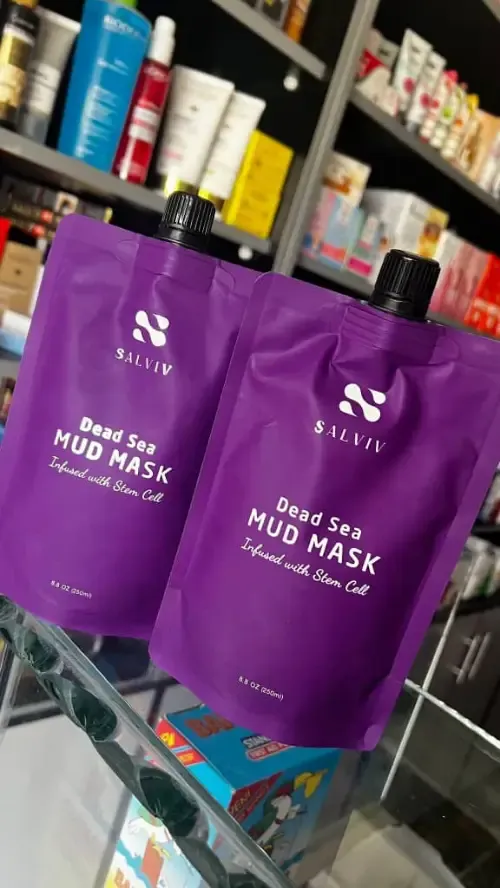 SALVIV
Dead Sea
MUD MASK
Infused with Stem Cell
8.8 OZ (250ml)
SALVIV
Dead Sea
MUD MASK
Infused with Stem Cell
8.8 OZ (250ml)